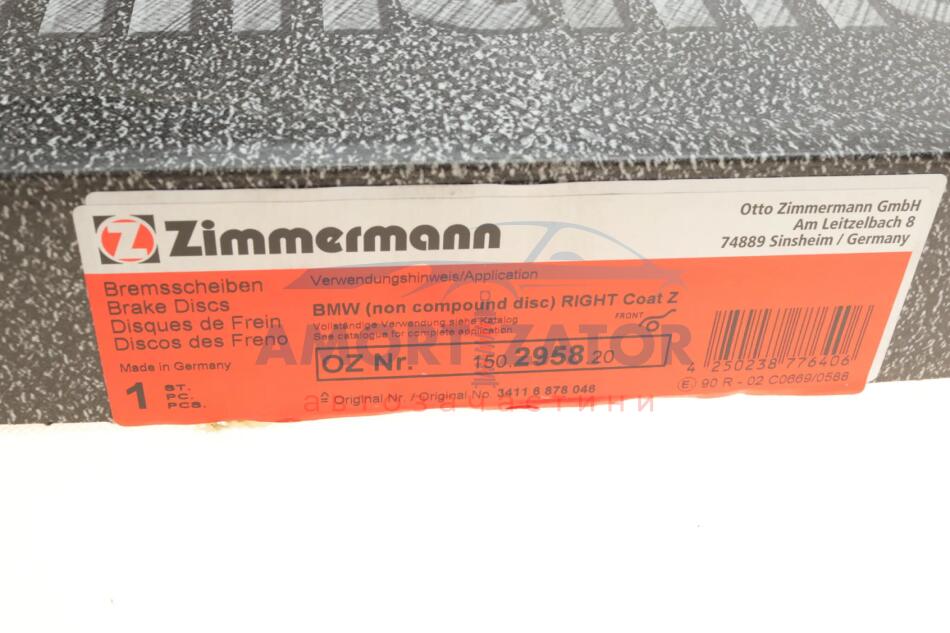 Zimmermann
Otto Zimmermann GmbH
Am Leitzelbach 8
74889 Sinsheim / Germany
Bremsscheiben
Brake Discs
Disques de Frein
Discos des Freno
Made in Germany
1 ST.
PC.
PCS.
Verwendungshinweis/Application
BMW (non compound disc) RIGHT Coat Z
Vollständige Verwendung siehe Katalog
See catalogue for complete application
FRONT
OZ Nr. 150.2958.20
≙ Original Nr. / Original No. 3411 6 878 046
4 250238 776406
E 90 R - 02 C0669/0586
AMORTIZATOR
автозачастини